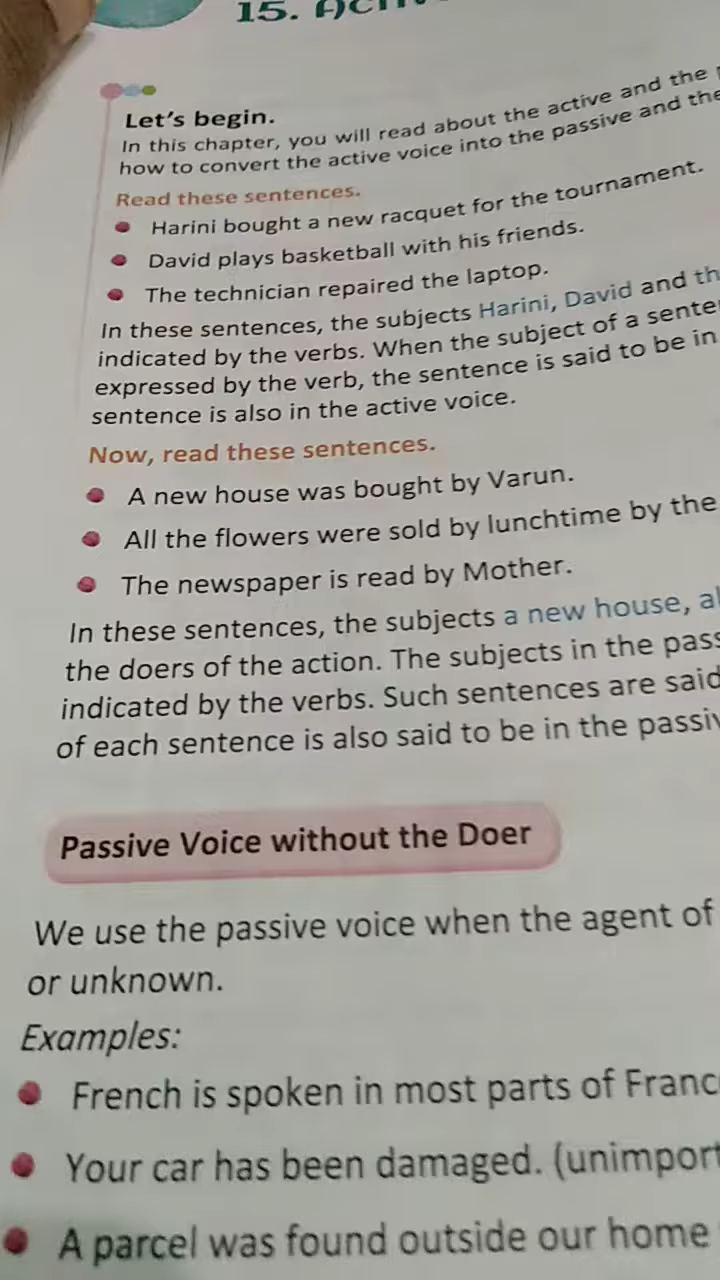 15.
Let's begin.
In this chapter, you will read about the active and the
how to convert the active voice into the passive and the
Read these sentences.
Harini bought a new racquet for the tournament.
David plays basketball with his friends.
The technician repaired the laptop.
In these sentences, the subjects Harini, David and th
indicated by the verbs. When the subject of a sente
expressed by the verb, the sentence is said to be in
sentence is also in the active voice.
Now, read these sentences.
A new house was bought by Varun.
All the flowers were sold by lunchtime by the
The newspaper is read by Mother.
In these sentences, the subjects a new house, al
the doers of the action. The subjects in the pass
indicated by the verbs. Such sentences are said
of each sentence is also said to be in the passiv
Passive Voice without the Doer
We use the passive voice when the agent of
or unknown.
Examples:
French is spoken in most parts of Franc
Your car has been damaged. (unimport
A parcel was found outside our home